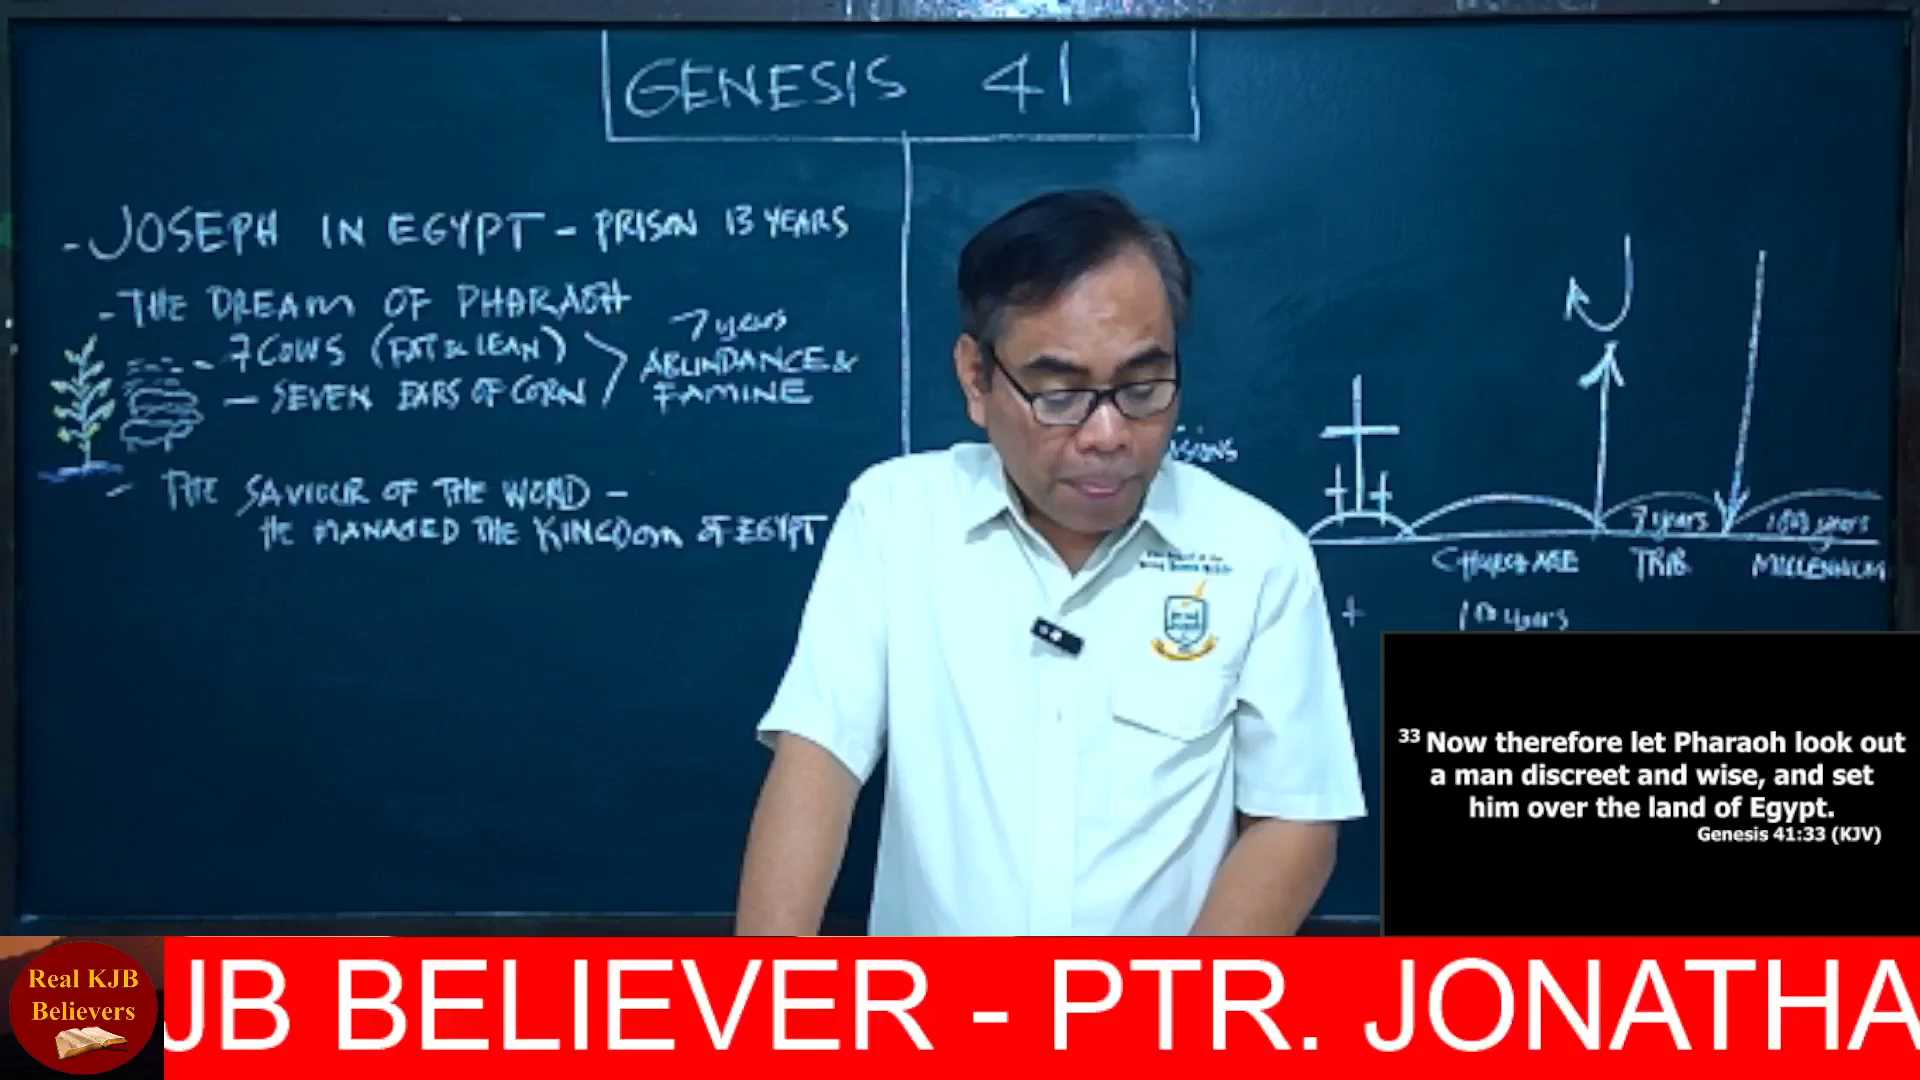 GENESIS 41
- JOSEPH IN EGYPT - PRISON 13 YEARS
- THE DREAM OF PHARAOH
- 7 COWS (FAT & LEAN)
- SEVEN EARS OF CORN
7 years
ABUNDANCE &
FAMINE
- THE SAVIOUR OF THE WORLD -
HE MANAGED THE KINGDOM OF EGYPT
7 years
CHURCH AGE
TRIB
MILLENNIUM
years
33 Now therefore let Pharaoh look out
a man discreet and wise, and set
him over the land of Egypt.
Genesis 41:33 (KJV)
Real KJB
Believers
JB BELIEVER - PTR. JONATHA